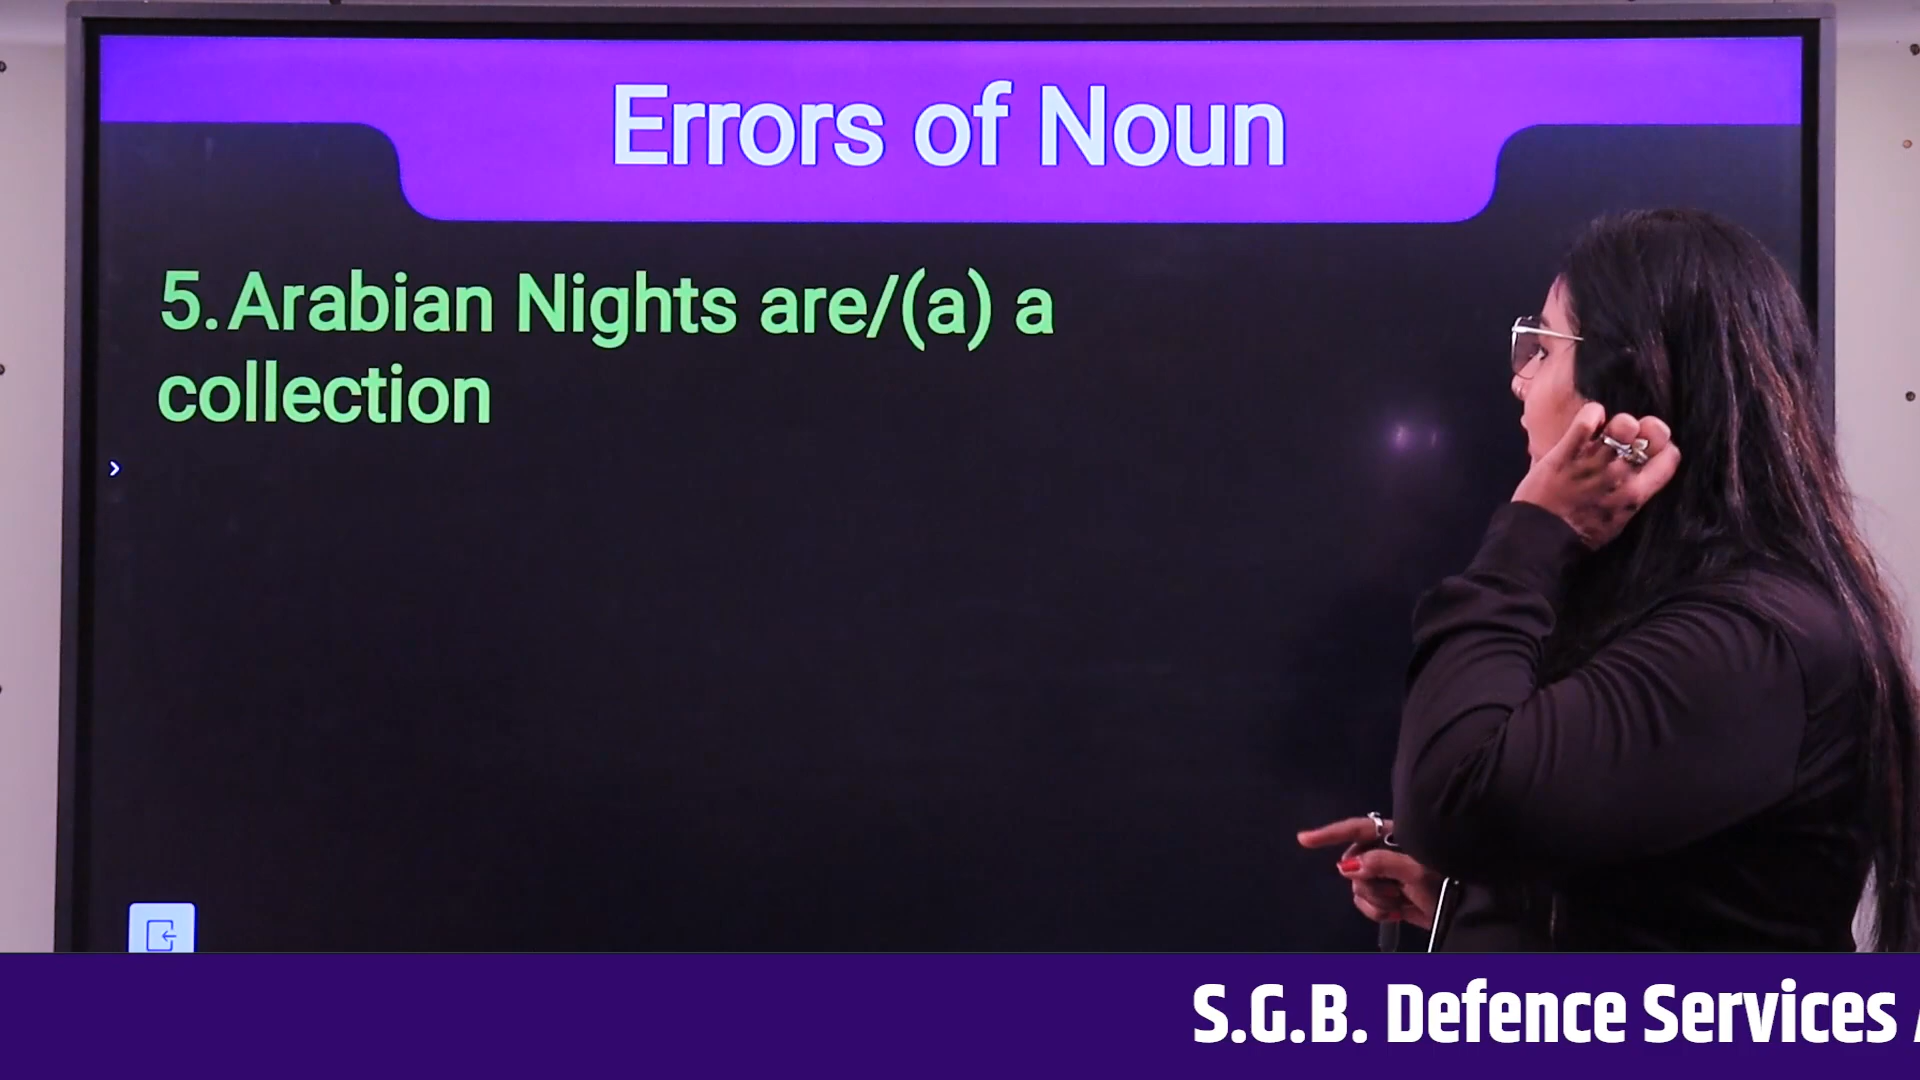 Errors of Noun
5. Arabian Nights are/(a) a
collection
S.G.B. Defence Services